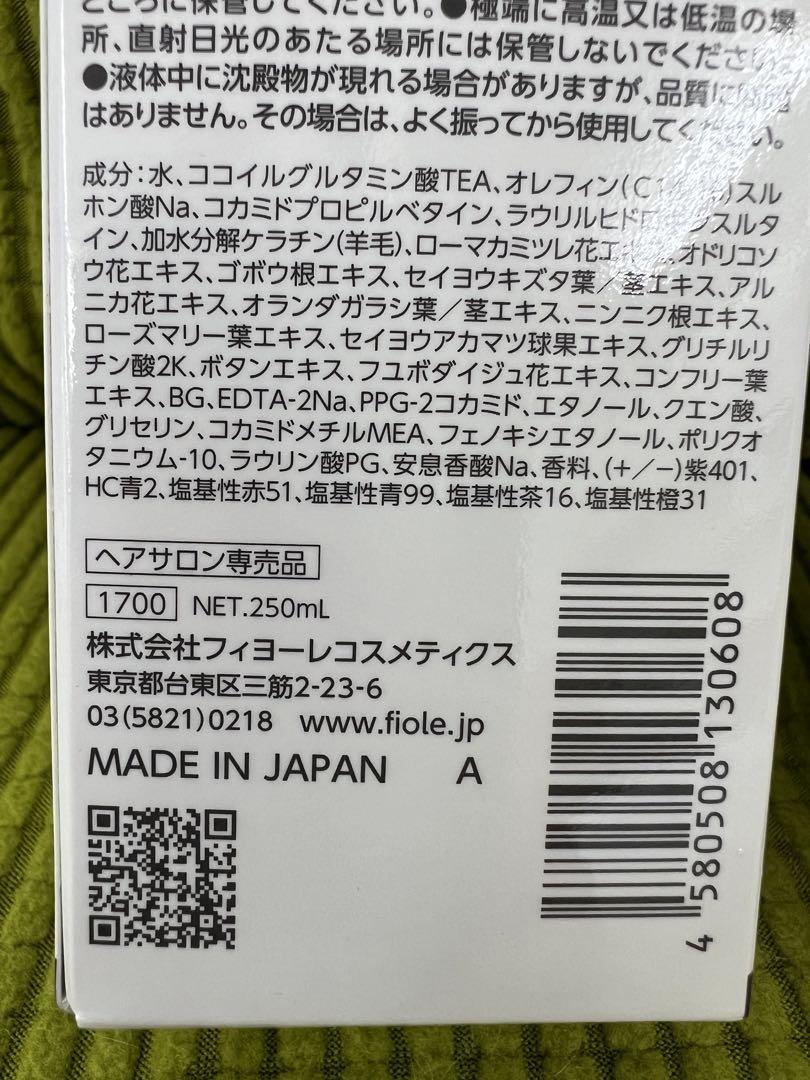 ところに保管してください。●極端に高温又は低温の場
所、直射日光のあたる場所には保管しないでください。
●液体中に沈殿物が現れる場合がありますが、品質に
はありません。その場合は、よく振ってから使用してください。
成分：水、ココイルグルタミン酸TEA、オレフィン(C1 )スル
ホン酸Na、コカミドプロピルベタイン、ラウリルヒドロキシスルタ
イン、加水分解ケラチン(羊毛)、ローマカミツレ花エキス、オドリコソ
ウ花エキス、ゴボウ根エキス、セイヨウキズタ葉／茎エキス、アル
ニカ花エキス、オランダガラシ葉／茎エキス、ニンニク根エキス、
ローズマリー葉エキス、セイヨウアカマツ球果エキス、グリチルリ
チン酸2K、ボタンエキス、フユボダイジュ花エキス、コンフリー葉
エキス、BG、EDTA-2Na、PPG-2コカミド、エタノール、クエン酸、
グリセリン、コカミドメチルMEA、フェノキシエタノール、ポリクオ
タニウム-10、ラウリン酸PG、安息香酸Na、香料、(+／−)紫401、
HC青2、塩基性赤51、塩基性青99、塩基性茶16、塩基性橙31
ヘアサロン専売品
1700 NET.250mL
株式会社フィヨーレコスメティクス
東京都台東区三筋2-23-6
03(5821)0218 www.fiole.jp
MADE IN JAPAN A
4 580508 130608